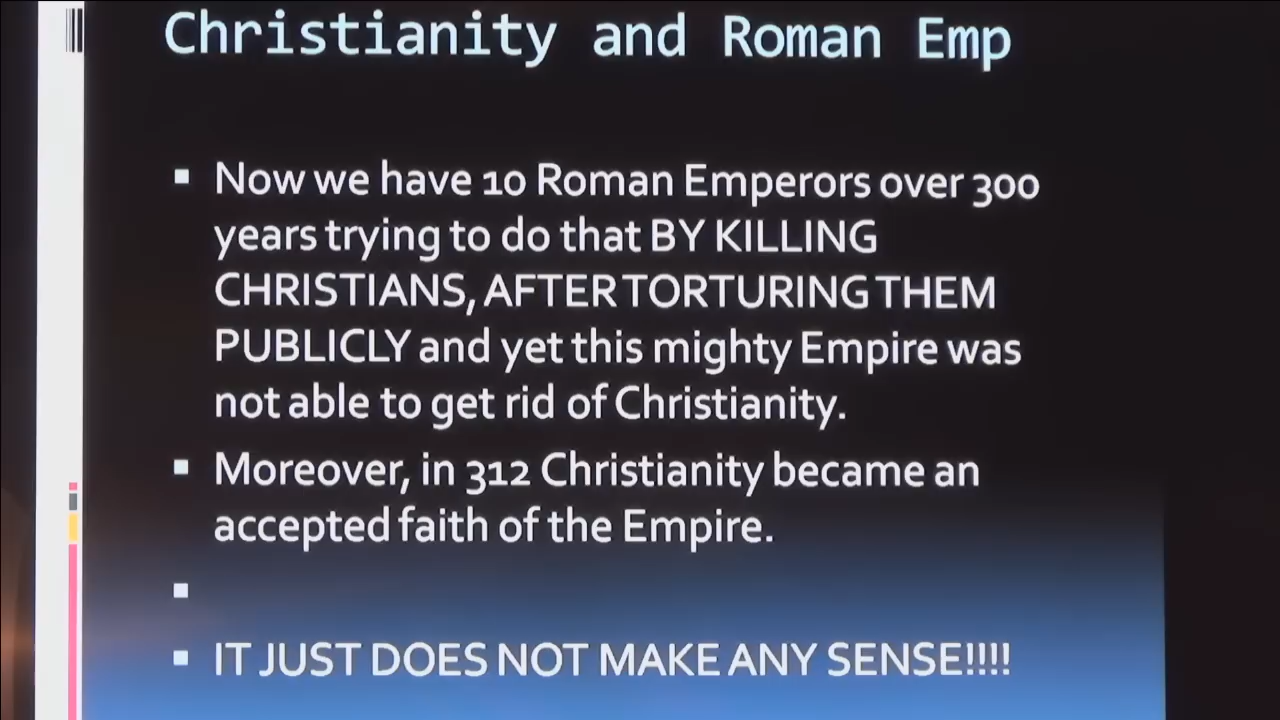 Christianity and Roman Emp
▪ Now we have 10 Roman Emperors over 300
years trying to do that BY KILLING
CHRISTIANS, AFTER TORTURING THEM
PUBLICLY and yet this mighty Empire was
not able to get rid of Christianity.
▪ Moreover, in 312 Christianity became an
accepted faith of the Empire.
▪
▪ IT JUST DOES NOT MAKE ANY SENSE!!!!